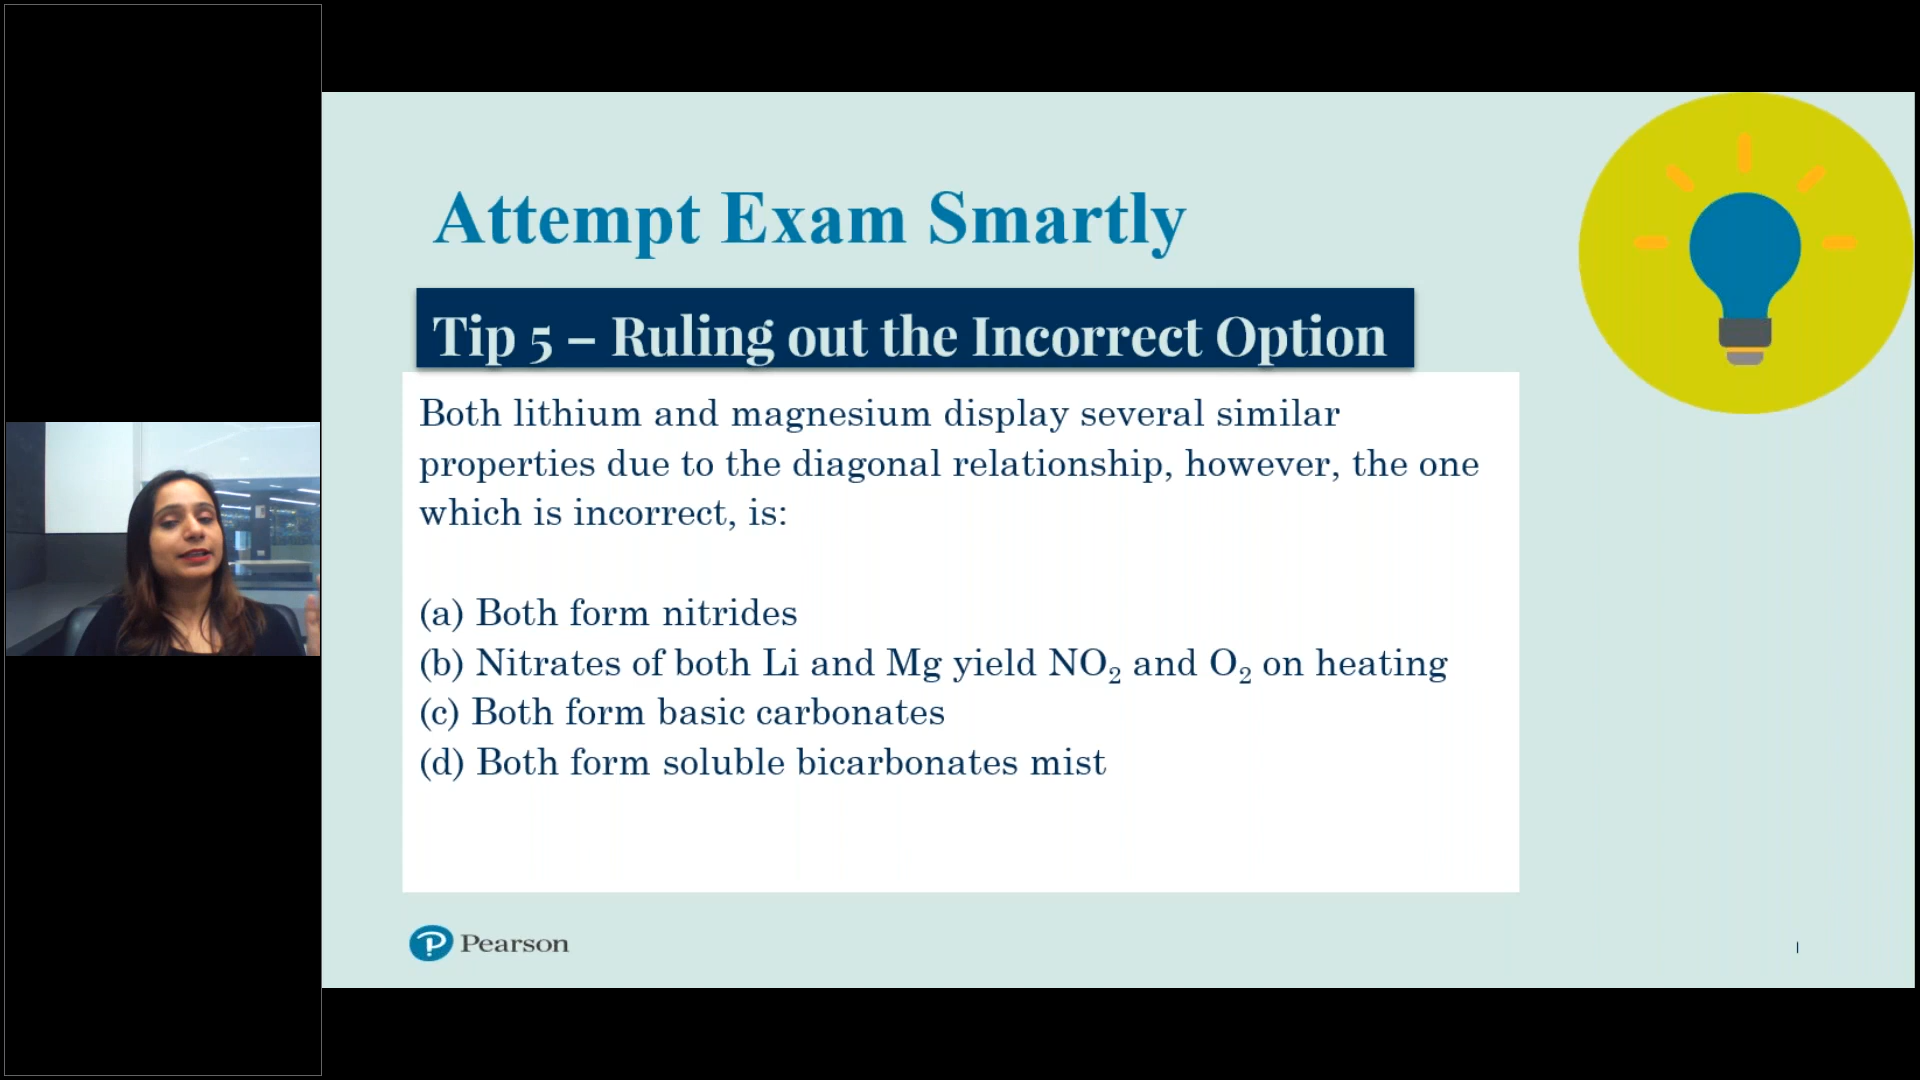 Attempt Exam Smartly
Tip 5 – Ruling out the Incorrect Option
Both lithium and magnesium display several similar
properties due to the diagonal relationship, however, the one
which is incorrect, is:
(a) Both form nitrides
(b) Nitrates of both Li and Mg yield NO₂ and O₂ on heating
(c) Both form basic carbonates
(d) Both form soluble bicarbonates mist
Pearson